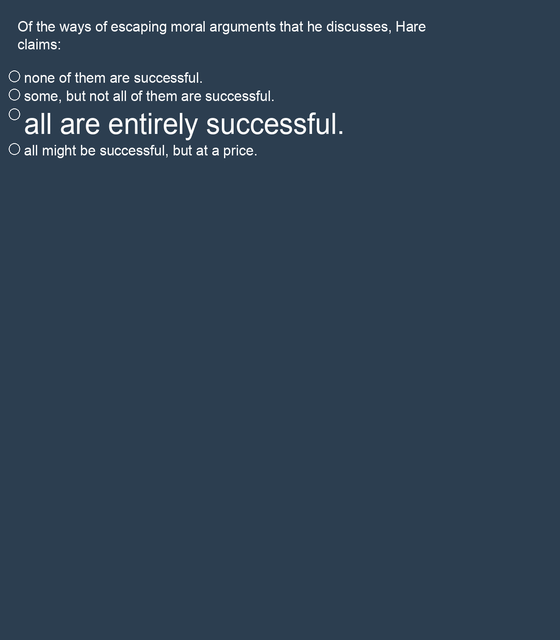 Of the ways of escaping moral arguments that he discusses, Hare
claims:
none of them are successful.
some, but not all of them are successful.
all are entirely successful.
all might be successful, but at a price.